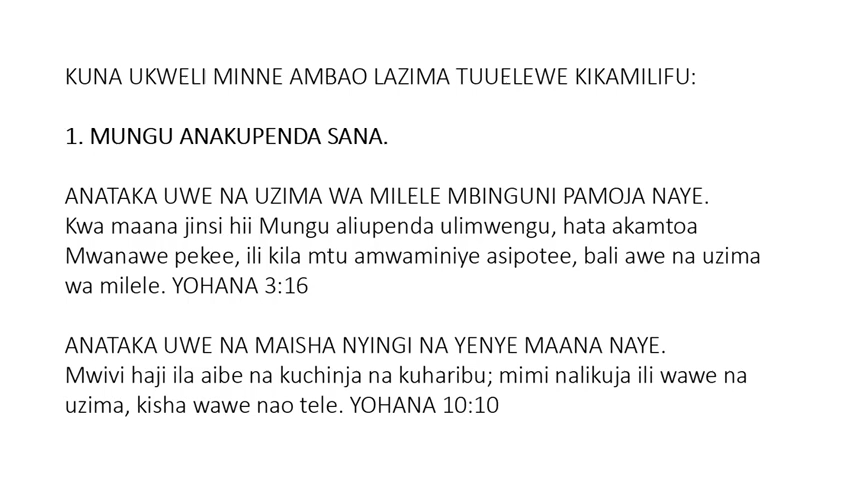 KUNA UKWELI MINNE AMBAO LAZIMA TUUELEWE KIKAMILIFU:
1. MUNGU ANAKUPENDA SANA.
ANATAKA UWE NA UZIMA WA MILELE MBINGUNI PAMOJA NAYE.
Kwa maana jinsi hii Mungu aliupenda ulimwengu, hata akamtoa
Mwanawe pekee, ili kila mtu amwaminiye asipotee, bali awe na uzima
wa milele. YOHANA 3:16
ANATAKA UWE NA MAISHA NYINGI NA YENYE MAANA NAYE.
Mwivi haji ila aibe na kuchinja na kuharibu; mimi nalikuja ili wawe na
uzima, kisha wawe nao tele. YOHANA 10:10